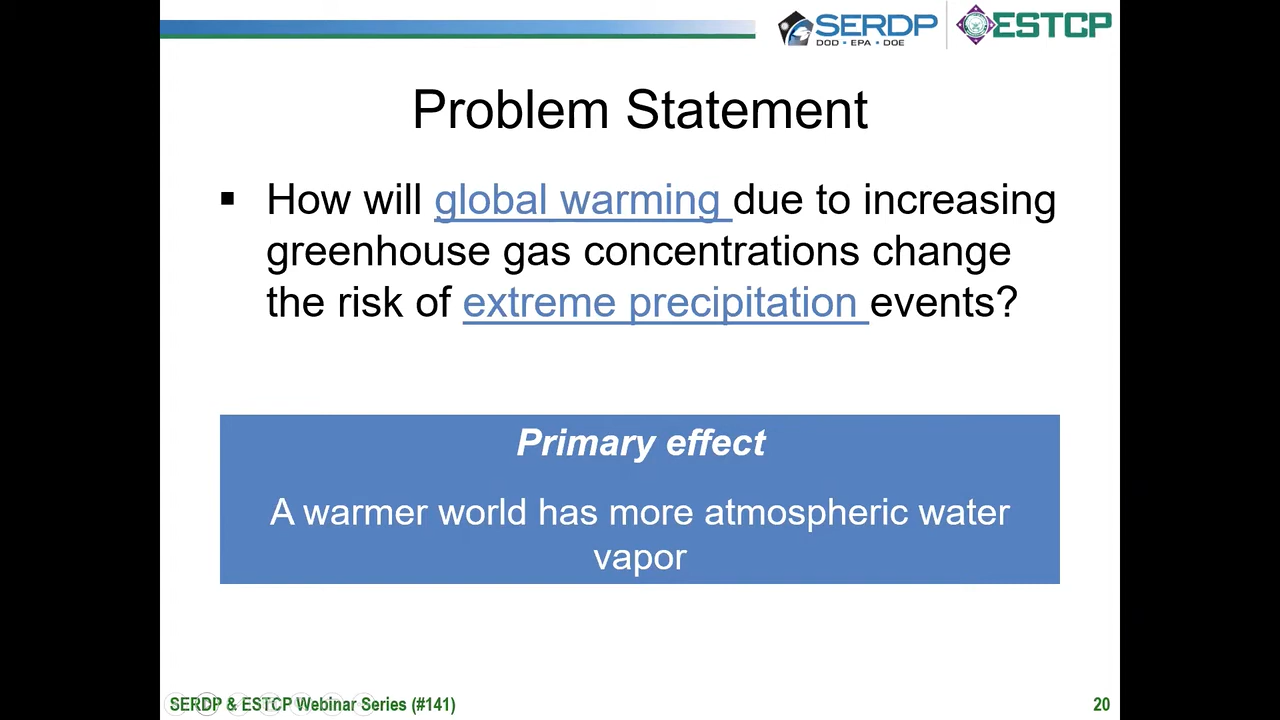 SERDP
DOD • EPA • DOE
ESTCP
Problem Statement
▪ How will global warming due to increasing
greenhouse gas concentrations change
the risk of extreme precipitation events?
Primary effect
A warmer world has more atmospheric water
vapor
SERDP & ESTCP Webinar Series (#141)
20